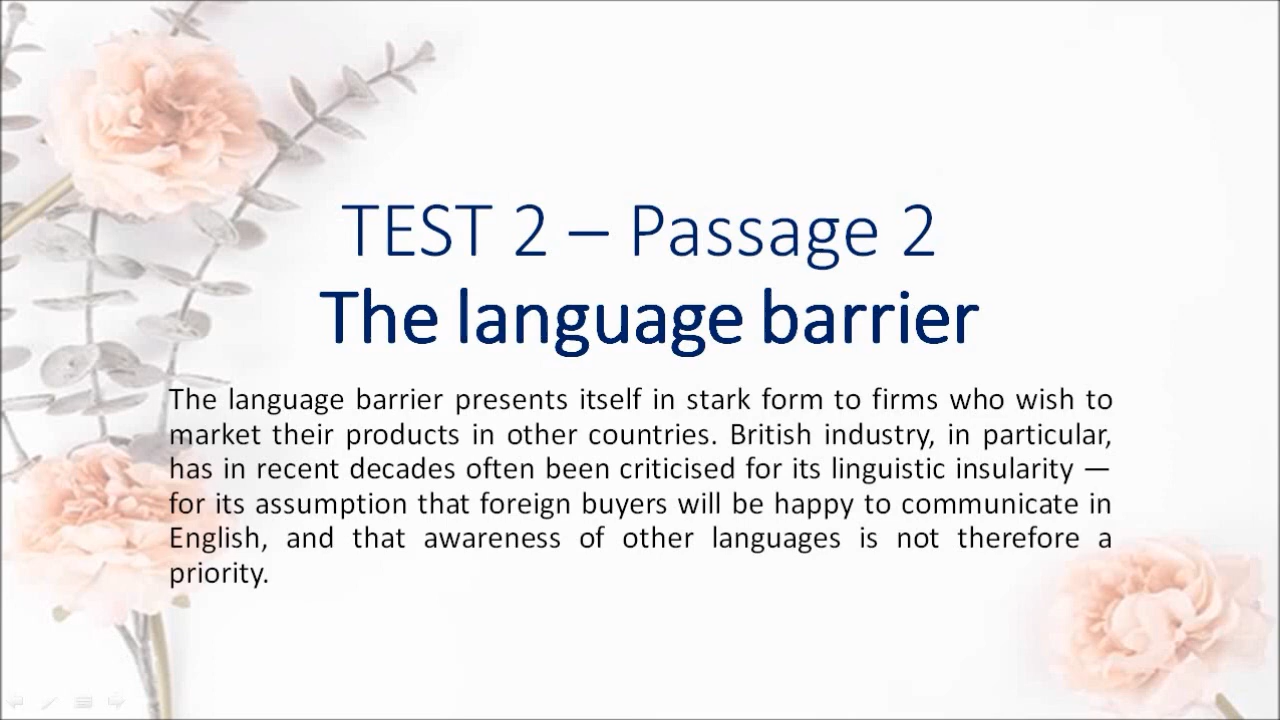 TEST 2 – Passage 2
The language barrier
The language barrier presents itself in stark form to firms who wish to
market their products in other countries. British industry, in particular,
has in recent decades often been criticised for its linguistic insularity —
for its assumption that foreign buyers will be happy to communicate in
English, and that awareness of other languages is not therefore a
priority.